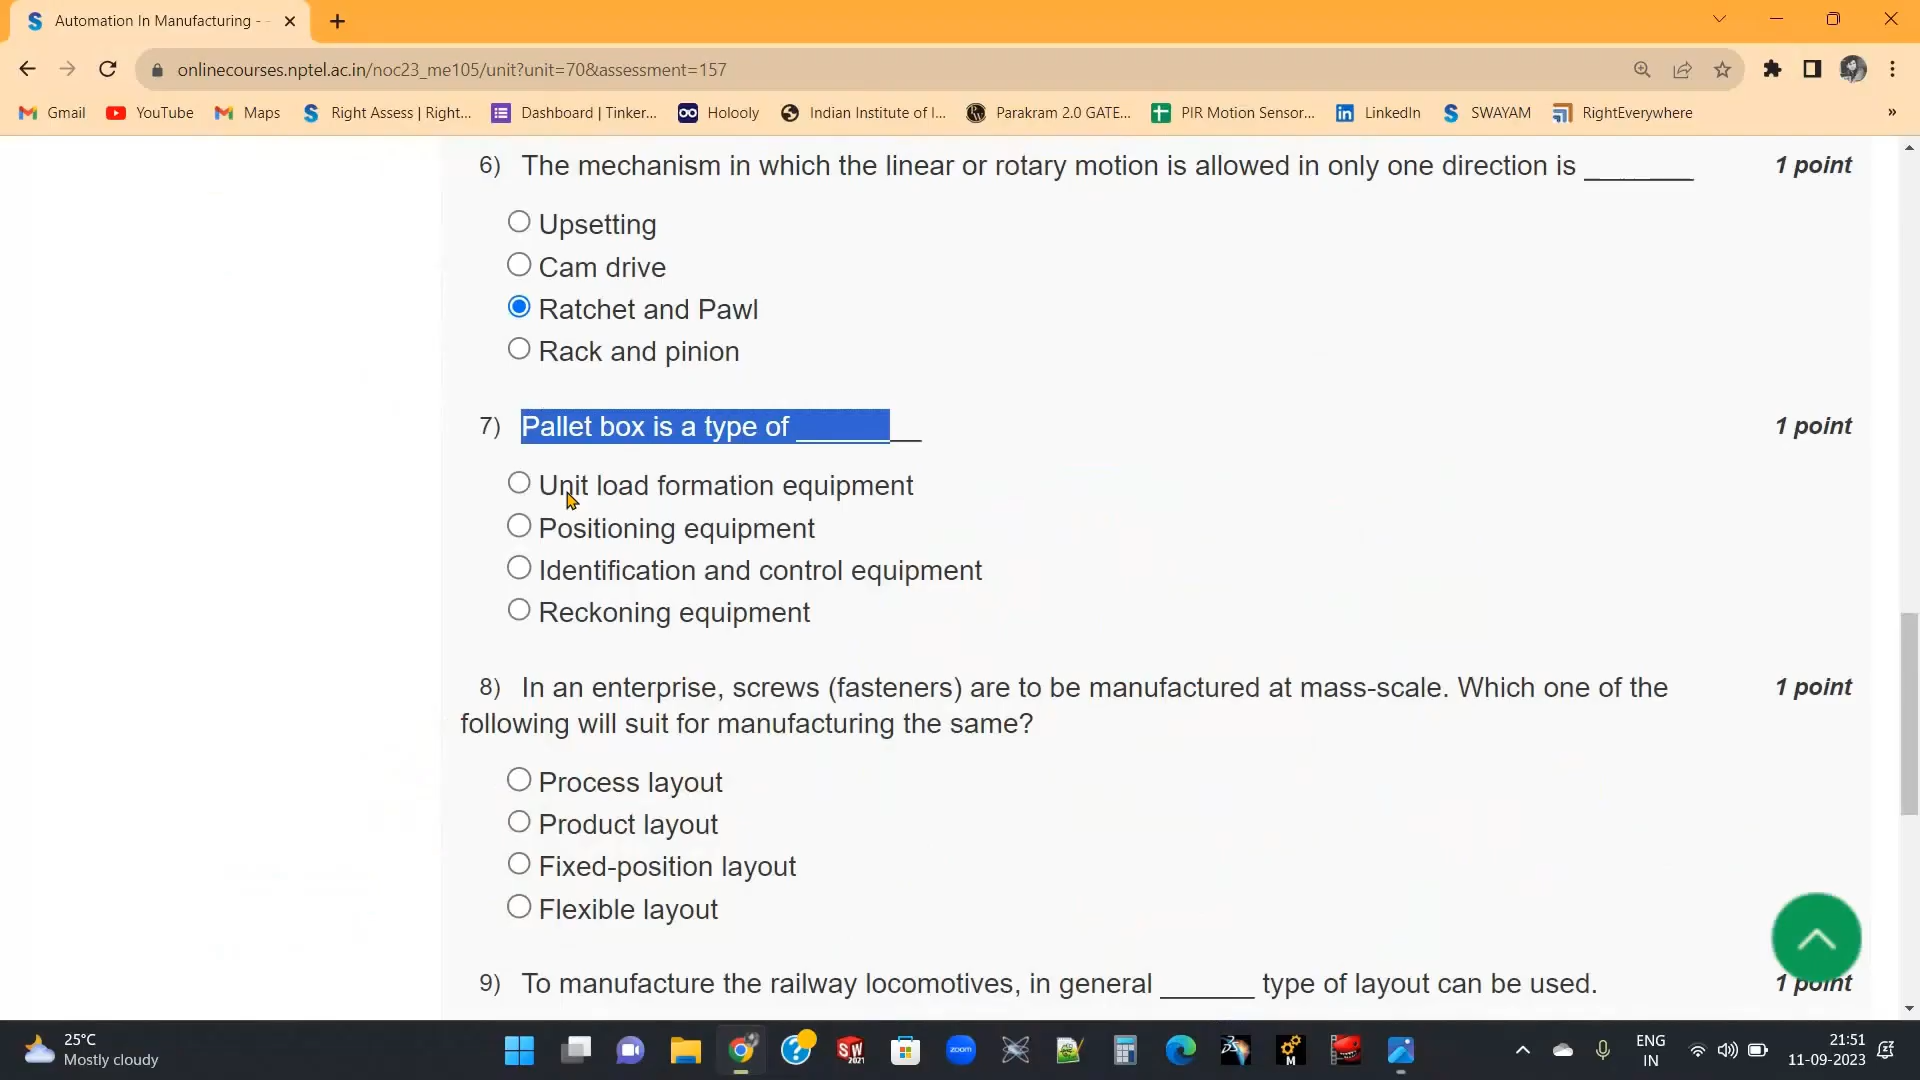 Automation In Manufacturing - -
onlinecourses.nptel.ac.in/noc23_me105/unit?unit=70&assessment=157
Gmail YouTube Maps Right Assess | Right... Dashboard | Tinker... Holooly Indian Institute of I... Parakram 2.0 GATE... PIR Motion Sensor... LinkedIn SWAYAM RightEverywhere »
6) The mechanism in which the linear or rotary motion is allowed in only one direction is _______ 1 point
Upsetting
Cam drive
Ratchet and Pawl
Rack and pinion
7) Pallet box is a type of ________ 1 point
Unit load formation equipment
Positioning equipment
Identification and control equipment
Reckoning equipment
8) In an enterprise, screws (fasteners) are to be manufactured at mass-scale. Which one of the 1 point
following will suit for manufacturing the same?
Process layout
Product layout
Fixed-position layout
Flexible layout
9) To manufacture the railway locomotives, in general ______ type of layout can be used. 1 point
25°C
Mostly cloudy
SW
2021
zoom
M
ENG
IN
21:51
11-09-2023